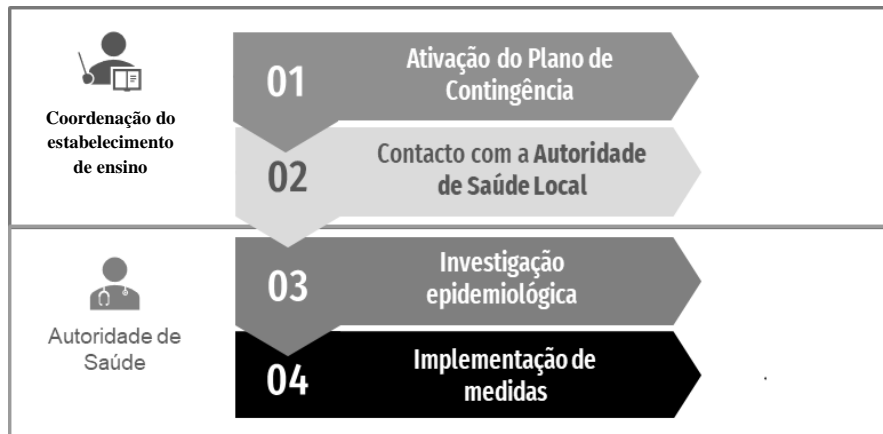 Coordenação do
estabelecimento
de ensino
01
Ativação do Plano de
Contingência
02
Contacto com a Autoridade
de Saúde Local
Autoridade de
Saúde
03
Investigação
epidemiológica
04
Implementação de
medidas
.